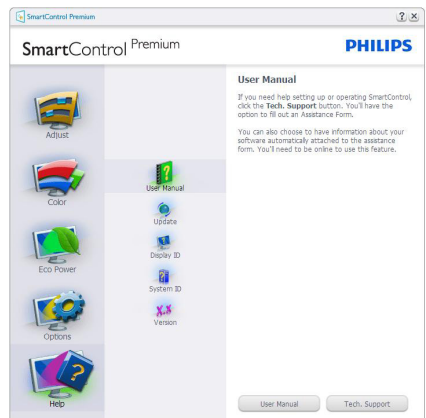 SmartControl Premium
SmartControl Premium
PHILIPS
Adjust
Color
Eco Power
Options
Help
User Manual
Update
Display ID
System ID
X.X
Version
User Manual
If you need help setting up or operating SmartControl,
click the Tech. Support button. You'll have the
option to fill out an Assistance Form.
You can also choose to have information about your
software automatically attached to the assistance
form. You'll need to be online to use this feature.
User Manual
Tech. Support